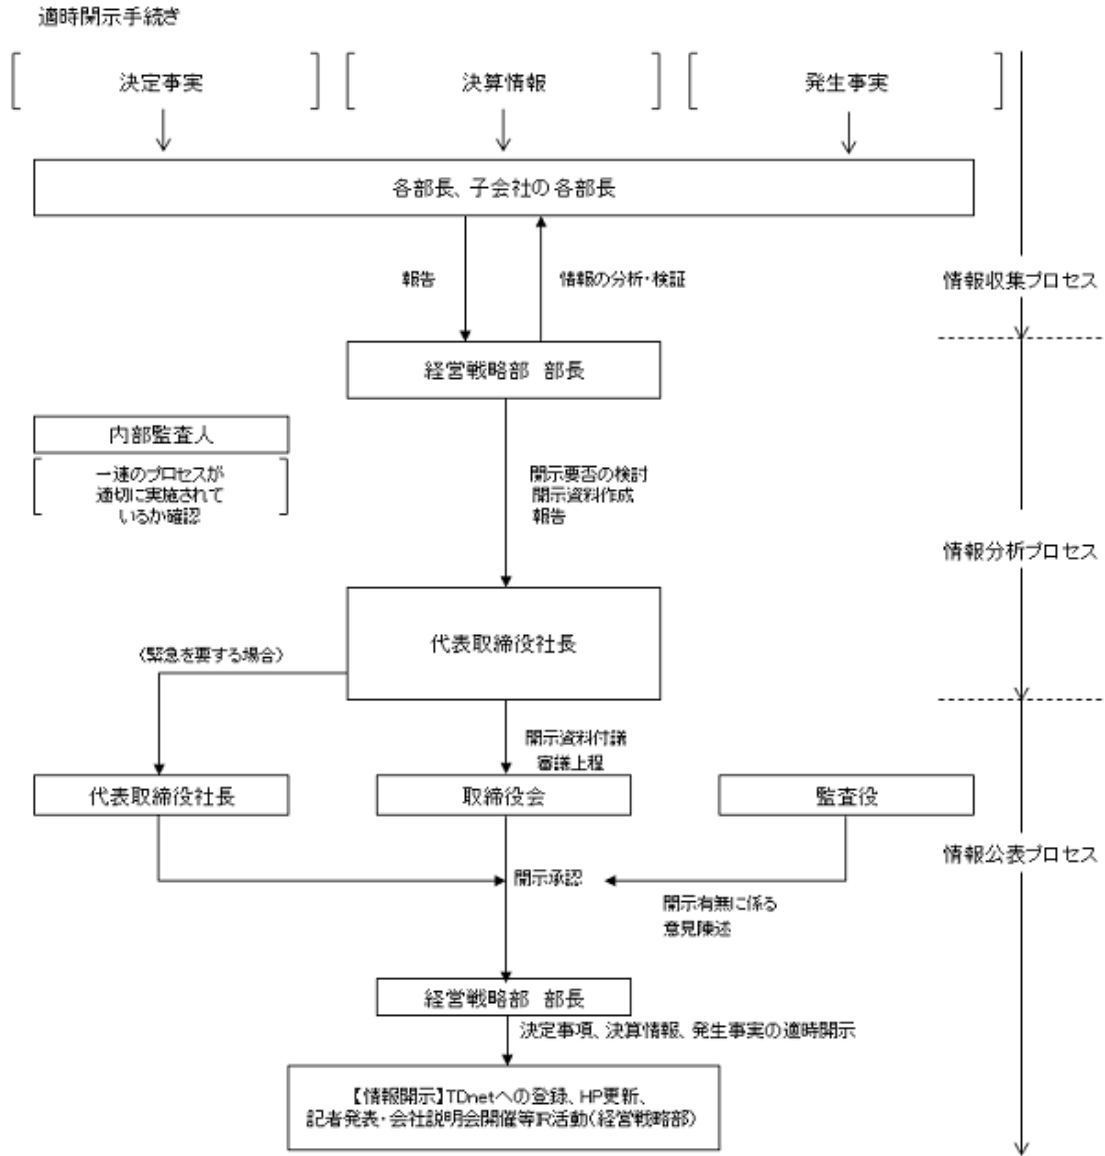 適時開示手続き
決定事実
決算情報
発生事実
各部長、子会社の各部長
報告
情報の分析・検証
情報収集プロセス
経営戦略部 部長
内部監査人
一連のプロセスが
適切に実施されて
いるか確認
開示要否の検討
開示資料作成
報告
情報分析プロセス
代表取締役社長
(緊急を要する場合)
開示資料付議
審議上程
代表取締役社長
取締役会
監査役
情報公表プロセス
開示承認
開示有無に係る
意見陳述
経営戦略部 部長
決定事項、決算情報、発生事実の適時開示
【情報開示】TDnetへの登録、HP更新、
記者発表・会社説明会開催等IR活動(経営戦略部)